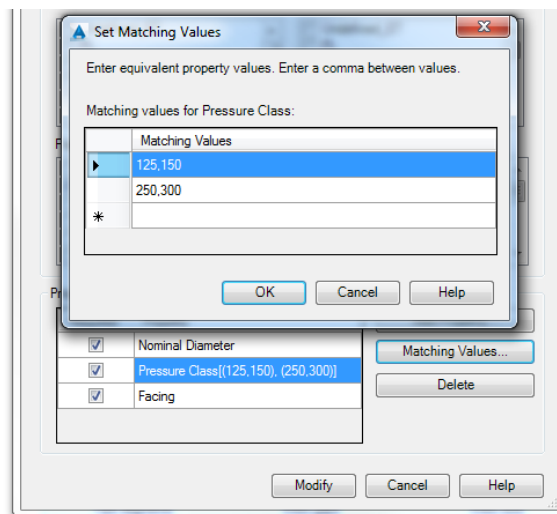 Set Matching Values
Enter equivalent property values. Enter a comma between values.
Matching values for Pressure Class:
Matching Values
125,150
250,300
OK
Cancel
Help
Nominal Diameter
Matching Values...
Pressure Class[(125,150), (250,300)]
Delete
Facing
Modify
Cancel
Help